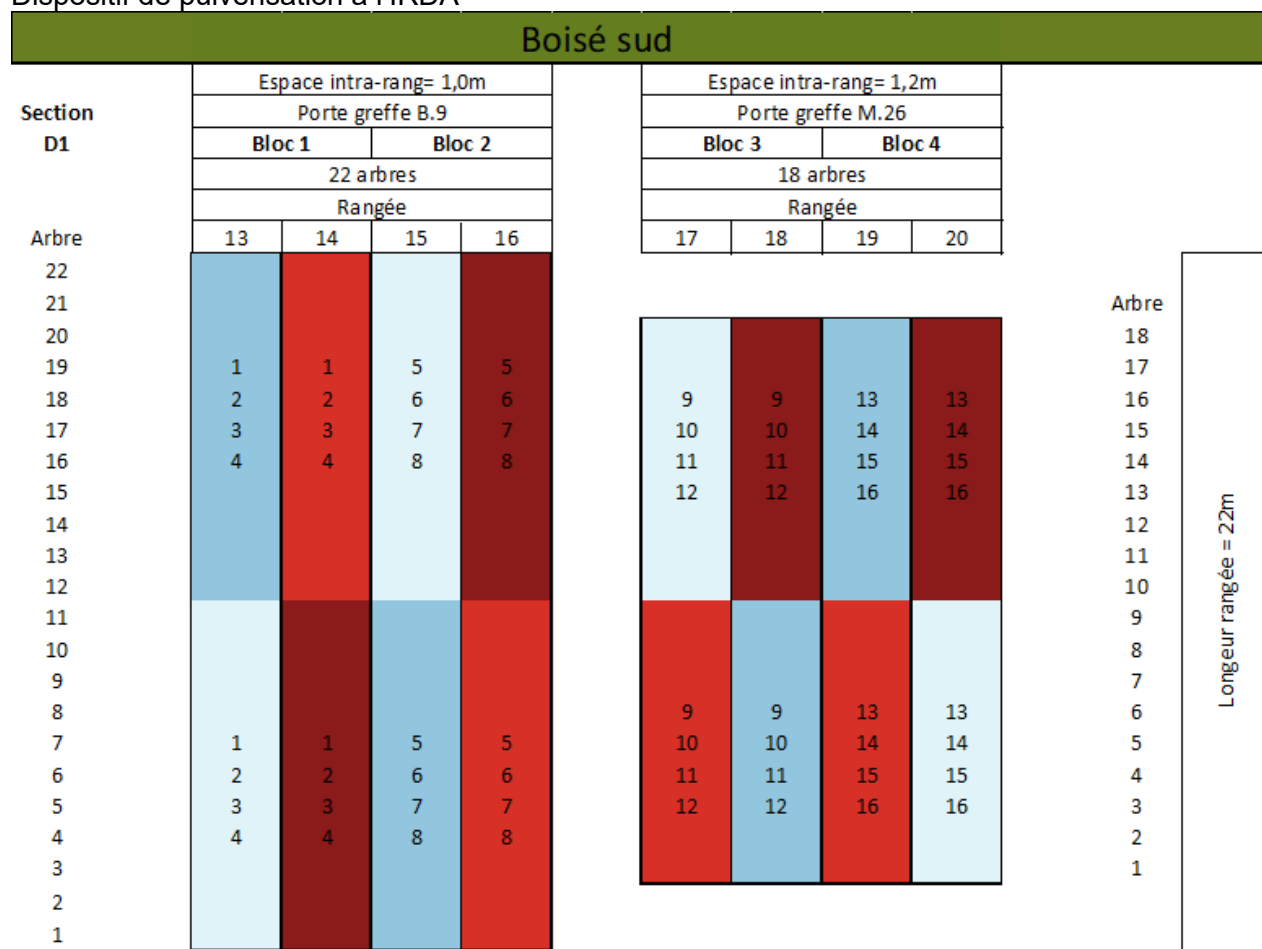 Dispositif de pulvérisation à l'IRDA
Boisé sud
Espace intra-rang= 1,0m Espace intra-rang= 1,2m
Section Porte greffe B.9 Porte greffe M.26
D1 Bloc 1 Bloc 2 Bloc 3 Bloc 4
22 arbres 18 arbres
Rangée Rangée
Arbre 13 14 15 16 17 18 19 20
22
21 Arbre
20 18
19 1 1 5 5 17
18 2 2 6 6 9 9 13 13 16
17 3 3 7 7 10 10 14 14 15
16 4 4 8 8 11 11 15 15 14
15 12 12 16 16 13
14 12
13 11
12 10
11 9
10 8
9 7
8 9 9 13 13 6
7 1 1 5 5 10 10 14 14 5
6 2 2 6 6 11 11 15 15 4
5 3 3 7 7 12 12 16 16 3
4 4 4 8 8 2
3 1
2
1
Longeur rangée = 22m